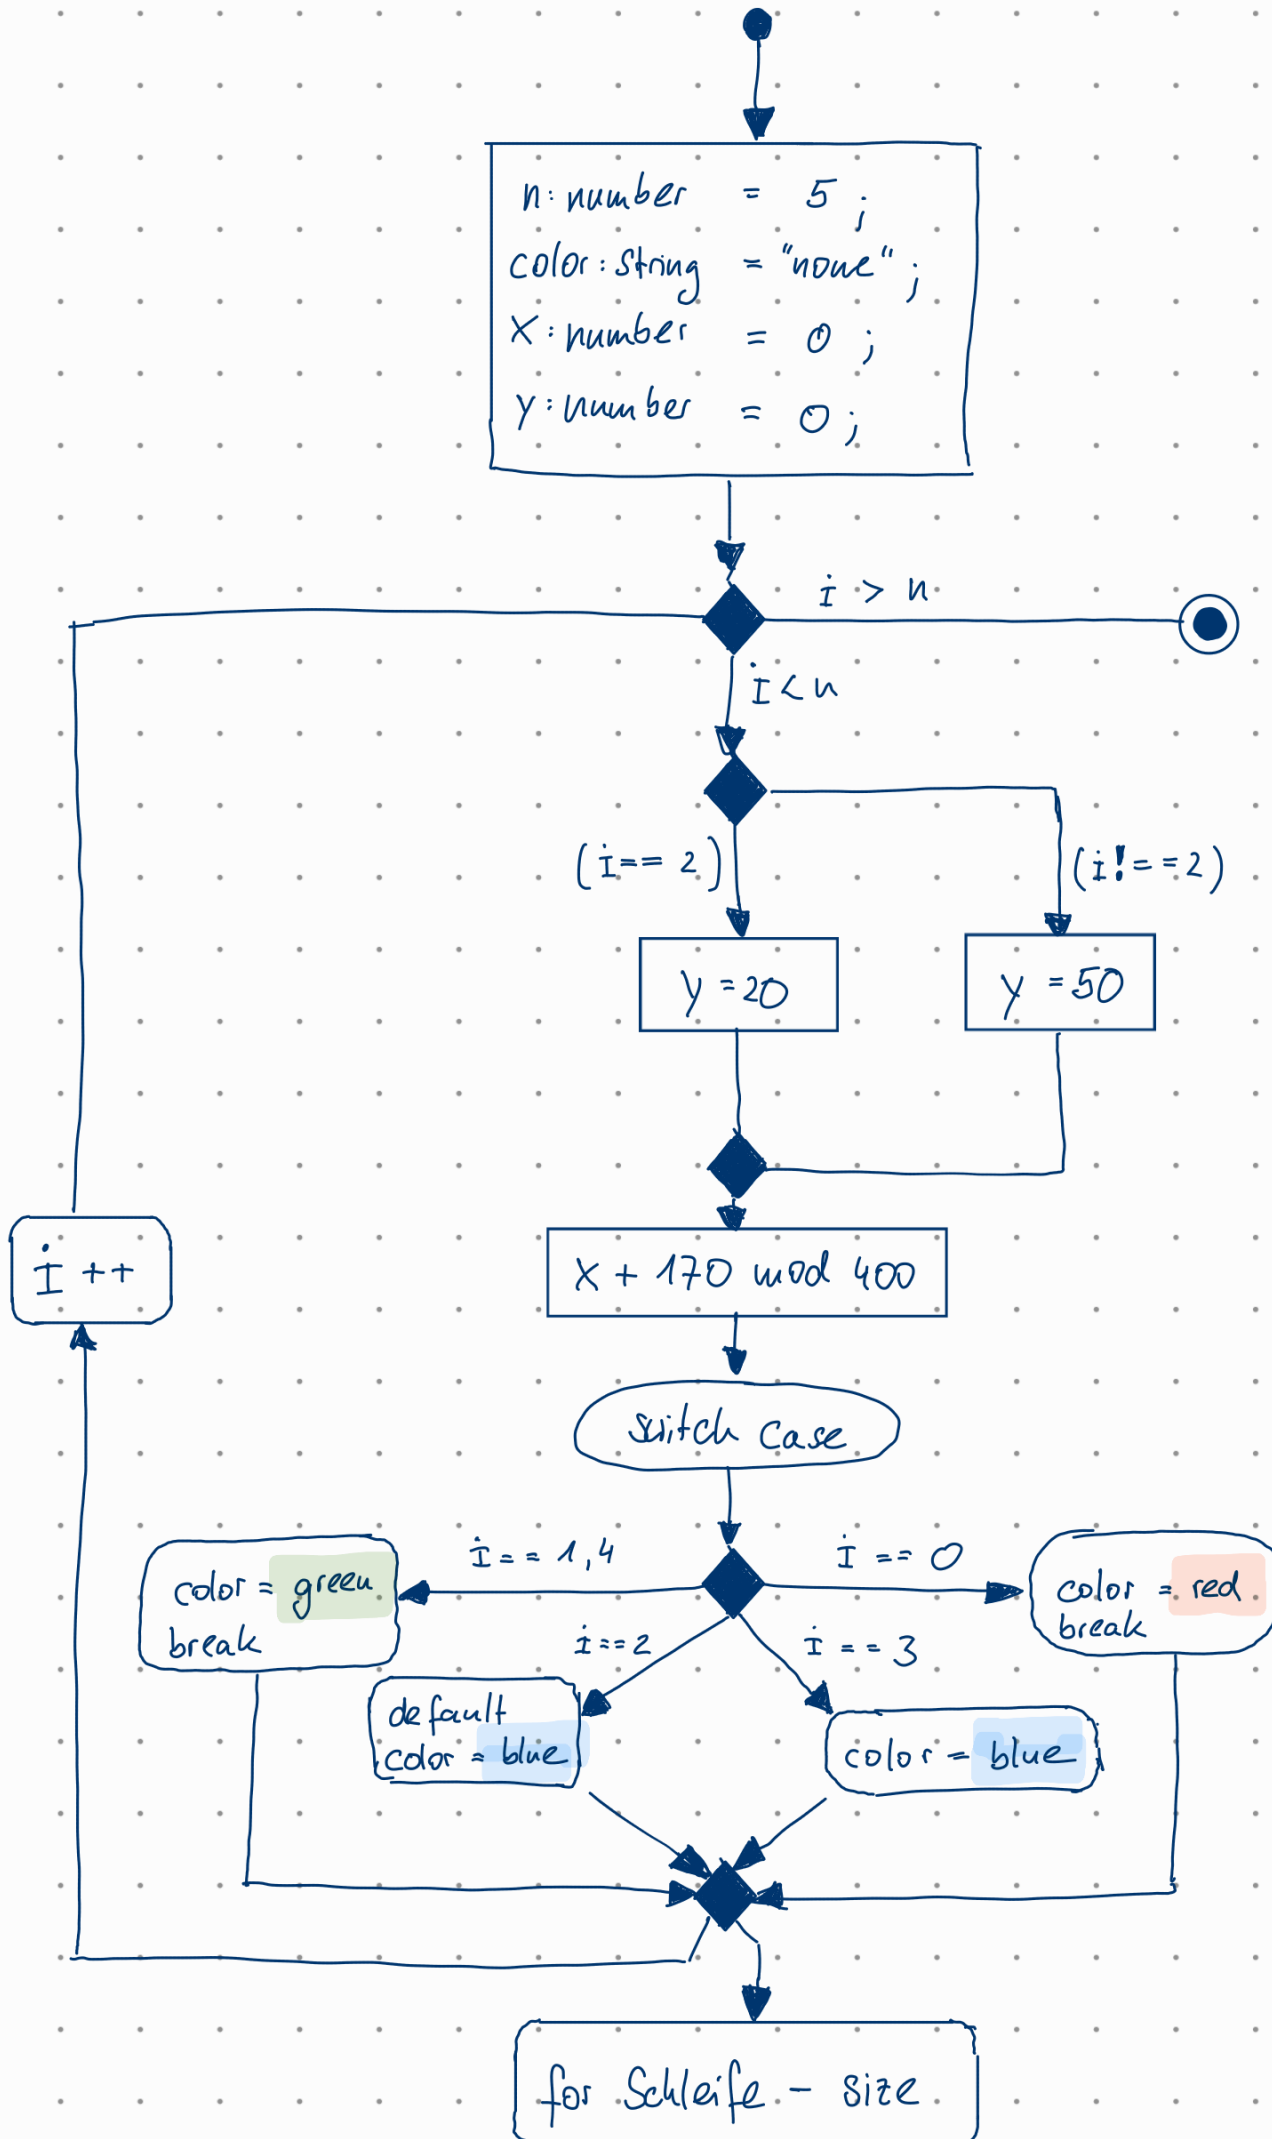 n: number = 5 ;
color: string = "none" ;
x: number = 0 ;
y: number = 0 ;
i > n
i < n
(i == 2)
(i! == 2)
y = 20
y = 50
x + 170 mod 400
i ++
switch case
i == 1,4
i == 0
color = green
break
color = red
break
i == 2
i == 3
default
color = blue
color = blue
for Schleife - size